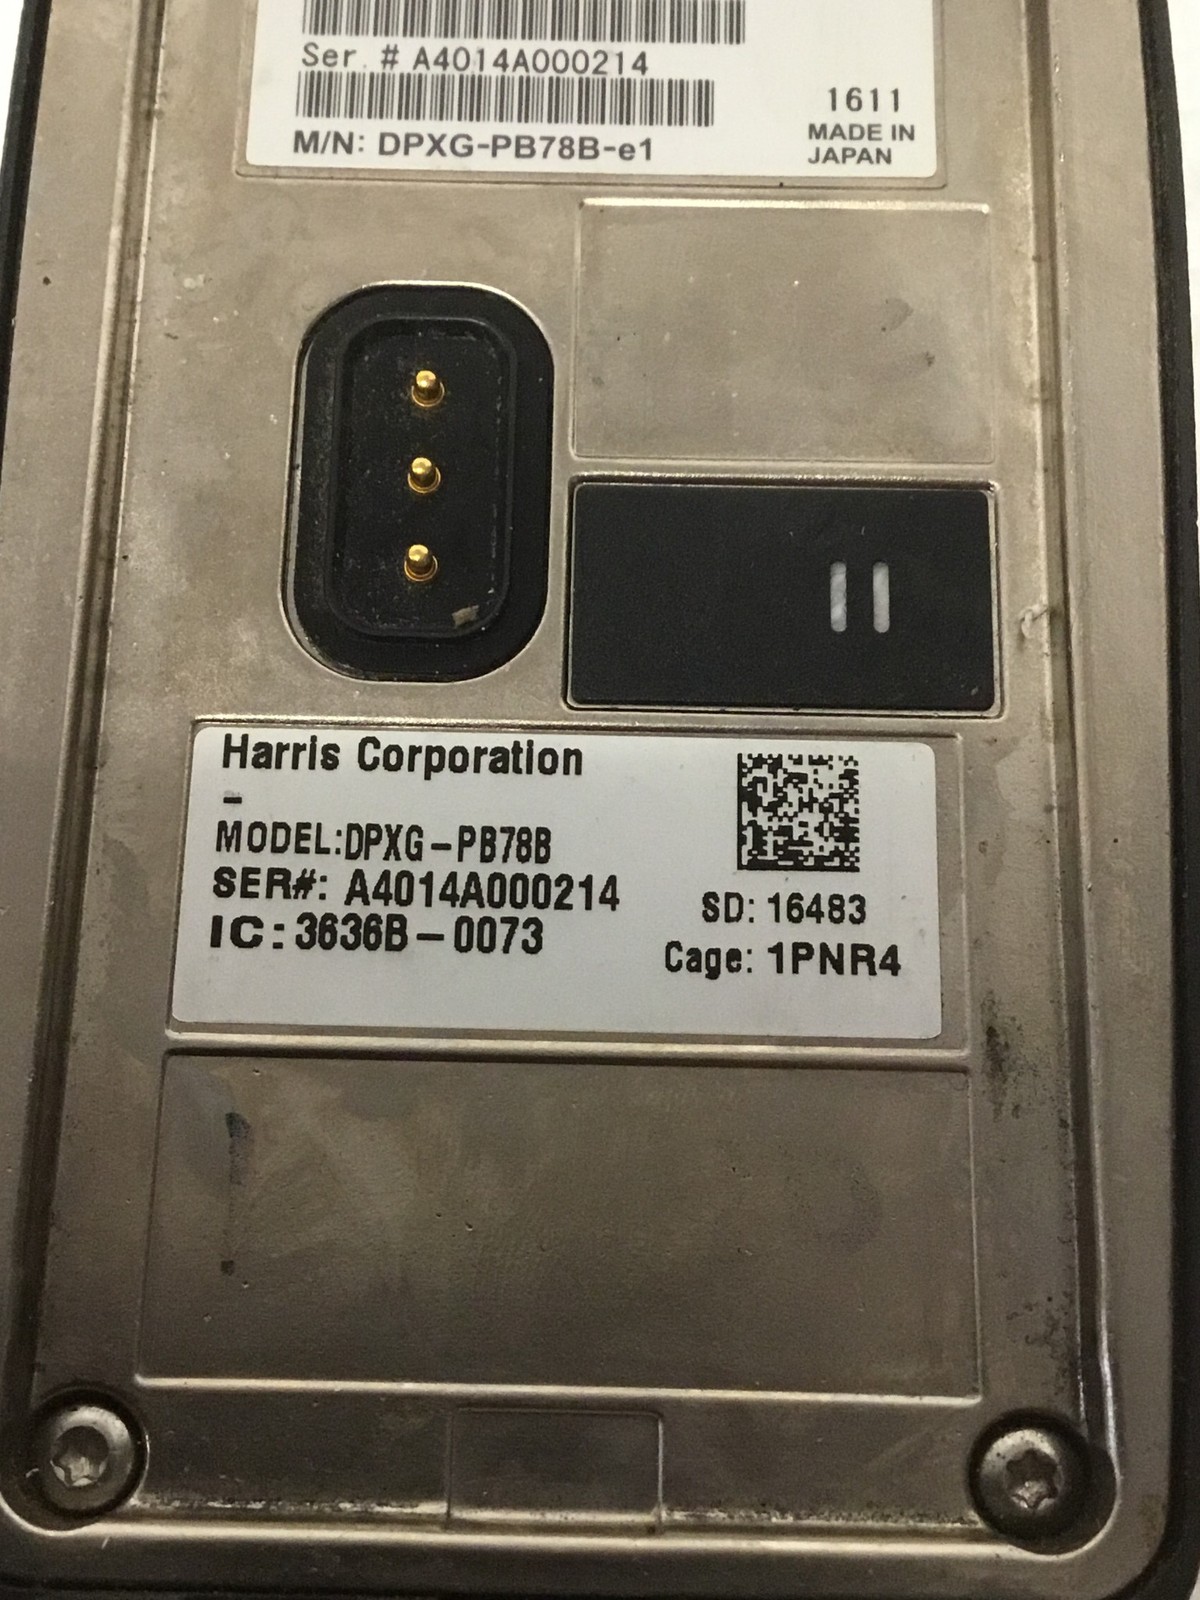 Ser. # A4014A000214
M/N: DPXG-PB78B-e1
1611
MADE IN
JAPAN
Harris Corporation
-
MODEL:DPXG-PB78B
SER#: A4014A000214
IC: 3636B-0073
SD: 16483
Cage: 1PNR4